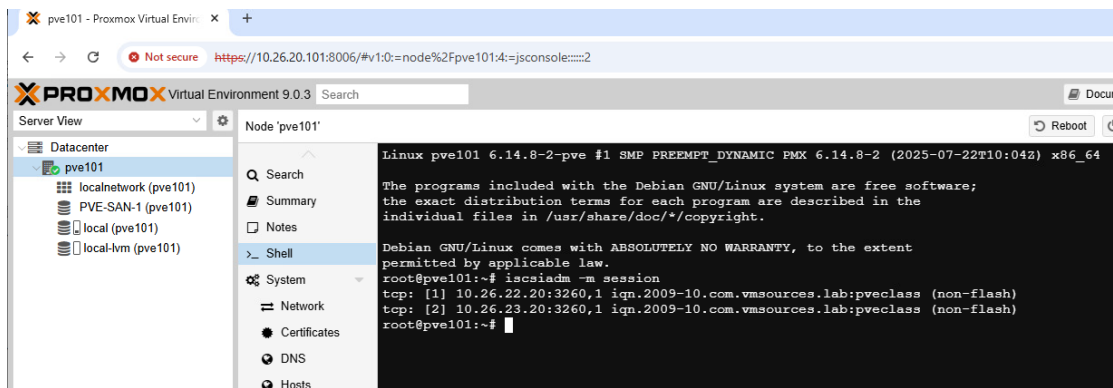 pve101 - Proxmox Virtual Enviro
Not secure https://10.26.20.101:8006/#v1:0:=node%2Fpve101:4:=jsconsole::::::2
PROXMOX Virtual Environment 9.0.3 Search
Docu
Server View
Node 'pve101'
Reboot
Datacenter
pve101
localnetwork (pve101)
PVE-SAN-1 (pve101)
local (pve101)
local-lvm (pve101)
Search
Summary
Notes
Shell
System
Network
Certificates
DNS
Hosts
Linux pve101 6.14.8-2-pve #1 SMP PREEMPT_DYNAMIC PMX 6.14.8-2 (2025-07-22T10:04Z) x86_64
The programs included with the Debian GNU/Linux system are free software;
the exact distribution terms for each program are described in the
individual files in /usr/share/doc/*/copyright.
Debian GNU/Linux comes with ABSOLUTELY NO WARRANTY, to the extent
permitted by applicable law.
root@pve101:~# iscsiadm -m session
tcp: [1] 10.26.22.20:3260,1 iqn.2009-10.com.vmsources.lab:pveclass (non-flash)
tcp: [2] 10.26.23.20:3260,1 iqn.2009-10.com.vmsources.lab:pveclass (non-flash)
root@pve101:~#